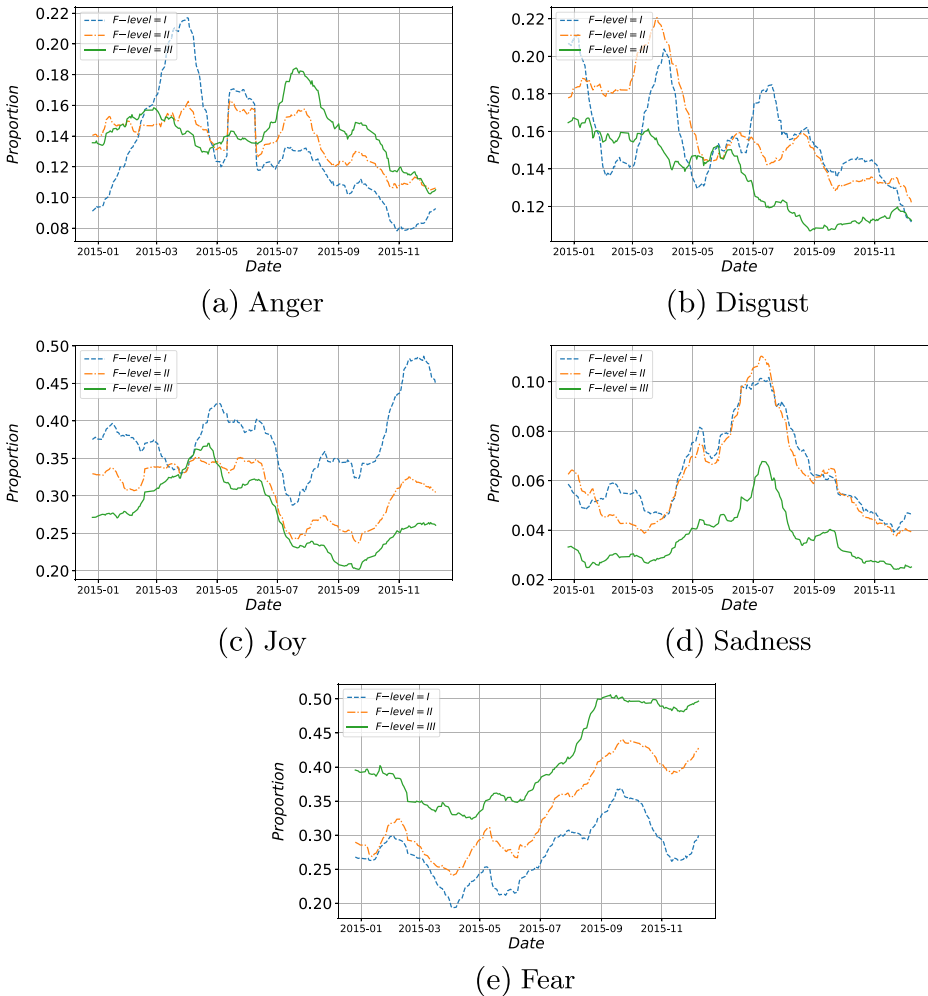 0.22
0.20
0.18
0.16
0.14
0.12
0.10
0.08
Proportion
F−level = I
F−level = II
F−level = III
2015-01 2015-03 2015-05 2015-07 2015-09 2015-11
Date
(a) Anger
0.22
0.20
0.18
0.16
0.14
0.12
Proportion
F−level = I
F−level = II
F−level = III
2015-01 2015-03 2015-05 2015-07 2015-09 2015-11
Date
(b) Disgust
0.50
0.45
0.40
0.35
0.30
0.25
0.20
Proportion
F−level = I
F−level = II
F−level = III
2015-01 2015-03 2015-05 2015-07 2015-09 2015-11
Date
(c) Joy
0.10
0.08
0.06
0.04
0.02
Proportion
F−level = I
F−level = II
F−level = III
2015-01 2015-03 2015-05 2015-07 2015-09 2015-11
Date
(d) Sadness
0.50
0.45
0.40
0.35
0.30
0.25
0.20
Proportion
F−level = I
F−level = II
F−level = III
2015-01 2015-03 2015-05 2015-07 2015-09 2015-11
Date
(e) Fear